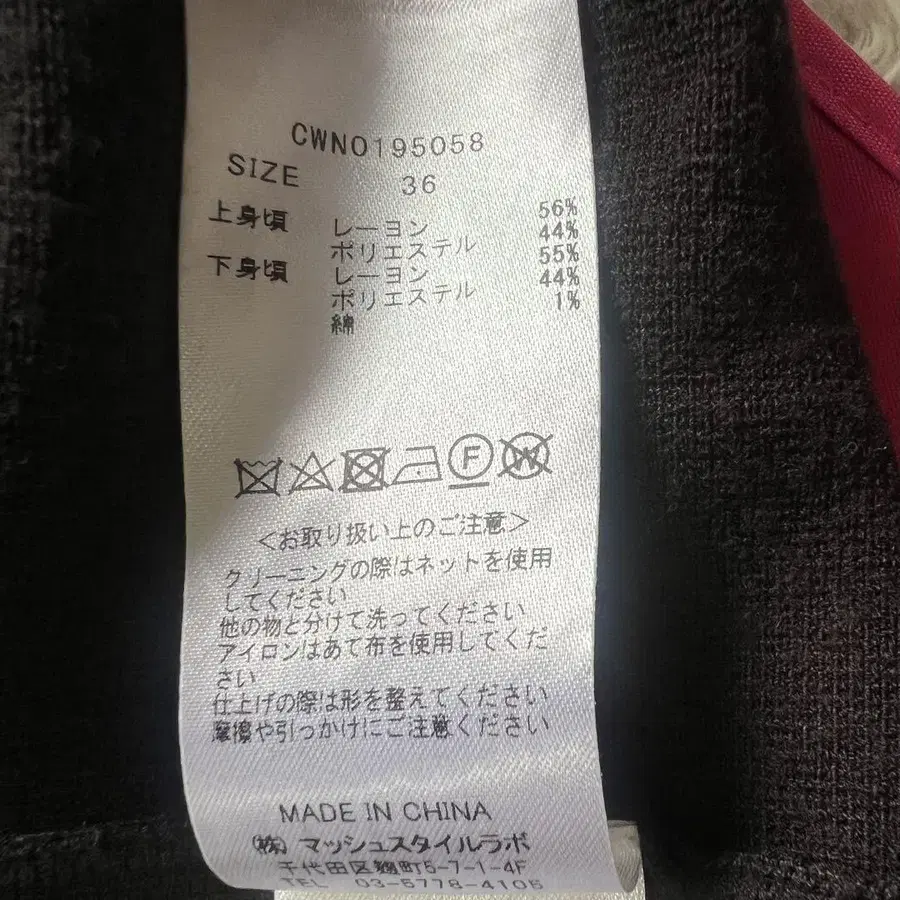 CWNO195058
SIZE 36
上身頃 レーヨン 56%
ポリエステル 44%
下身頃 レーヨン 55%
ポリエステル 44%
綿 1%
F
W
<お取り扱い上のご注意>
クリーニングの際はネットを使用
してください
他の物と分けて洗ってください
アイロンはあて布を使用してくだ
さい
仕上げの際は形を整えてください
摩擦や引っかけにご注意ください
MADE IN CHINA
(株) マッシュスタイルラボ
千代田区麹町5-7-1-4F
TEL 03-5778-4105